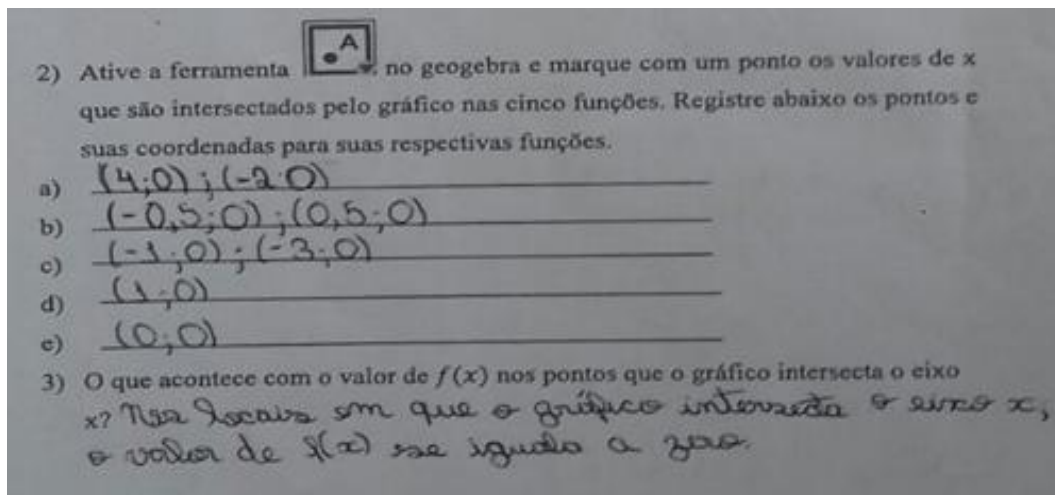 2) Ative a ferramenta A no geogebra e marque com um ponto os valores de x
que são intersectados pelo gráfico nas cinco funções. Registre abaixo os pontos e
suas coordenadas para suas respectivas funções.
a) (4;0) ; (-2;0)
b) (-0,5;0) ; (0,5;0)
c) (-1;0) ; (-3;0)
d) (1;0)
e) (0;0)
3) O que acontece com o valor de f(x) nos pontos que o gráfico intersecta o eixo
x? Nos locais em que o gráfico intersecta o eixo x,
o valor de f(x) se iguala a zero.